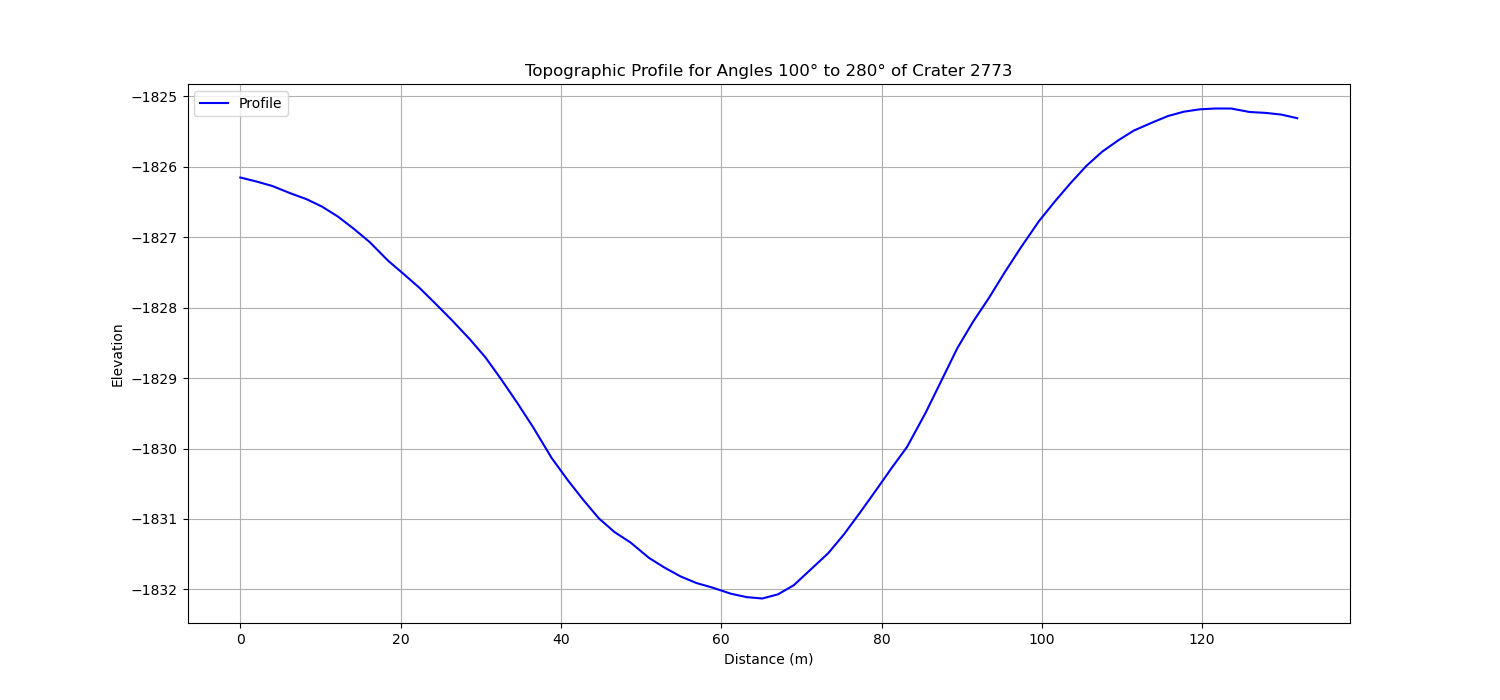 Topographic Profile for Angles 100° to 280° of Crater 2773
Profile
−1825
−1826
−1827
−1828
−1829
−1830
−1831
−1832
Elevation
0 20 40 60 80 100 120
Distance (m)